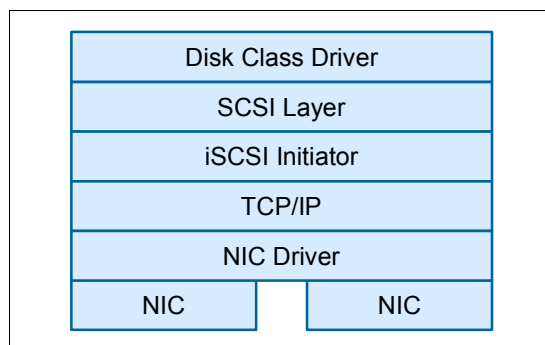 Disk Class Driver
SCSI Layer
iSCSI Initiator
TCP/IP
NIC Driver
NIC NIC